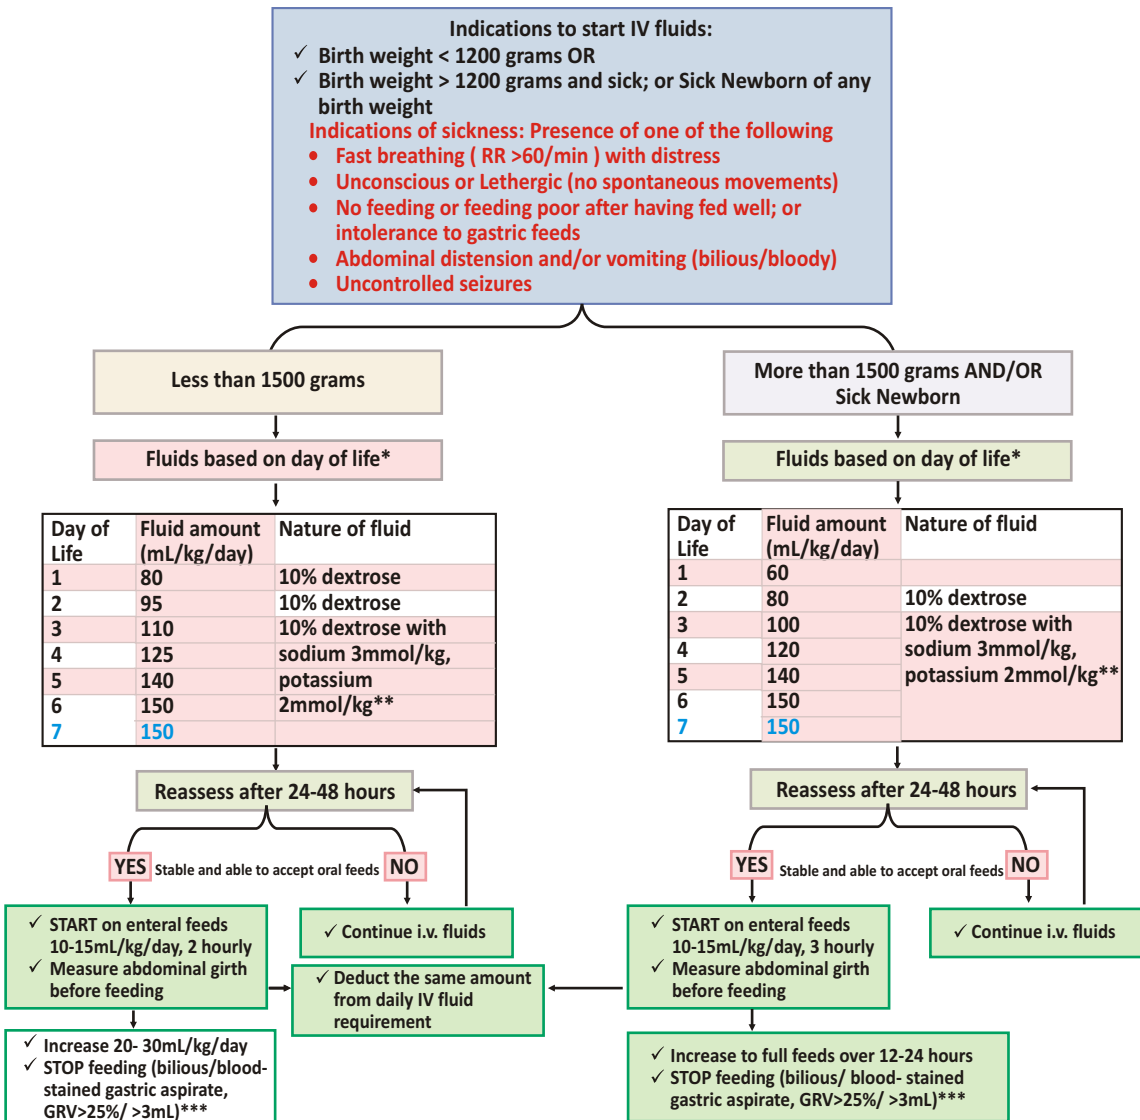 Indications to start IV fluids:
✓ Birth weight < 1200 grams OR
✓ Birth weight > 1200 grams and sick; or Sick Newborn of any
birth weight
Indications of sickness: Presence of one of the following
• Fast breathing ( RR >60/min ) with distress
• Unconscious or Lethergic (no spontaneous movements)
• No feeding or feeding poor after having fed well; or
intolerance to gastric feeds
• Abdominal distension and/or vomiting (bilious/bloody)
• Uncontrolled seizures
Less than 1500 grams
Fluids based on day of life*
Day of Life Fluid amount (mL/kg/day) Nature of fluid
1 80 10% dextrose
2 95 10% dextrose
3 110 10% dextrose with
4 125 sodium 3mmol/kg,
5 140 potassium
6 150 2mmol/kg**
7 150
Reassess after 24-48 hours
YES Stable and able to accept oral feeds NO
✓ START on enteral feeds
10-15mL/kg/day, 2 hourly
✓ Measure abdominal girth
before feeding
✓ Continue i.v. fluids
✓ Deduct the same amount
from daily IV fluid
requirement
✓ Increase 20- 30mL/kg/day
✓ STOP feeding (bilious/blood-
stained gastric aspirate,
GRV>25%/ >3mL)***
More than 1500 grams AND/OR
Sick Newborn
Fluids based on day of life*
Day of Life Fluid amount (mL/kg/day) Nature of fluid
1 60
2 80 10% dextrose
3 100 10% dextrose with
4 120 sodium 3mmol/kg,
5 140 potassium 2mmol/kg**
6 150
7 150
Reassess after 24-48 hours
YES Stable and able to accept oral feeds NO
✓ START on enteral feeds
10-15mL/kg/day, 3 hourly
✓ Measure abdominal girth
before feeding
✓ Continue i.v. fluids
✓ Increase to full feeds over 12-24 hours
✓ STOP feeding (bilious/ blood- stained
gastric aspirate, GRV>25%/ >3mL)***